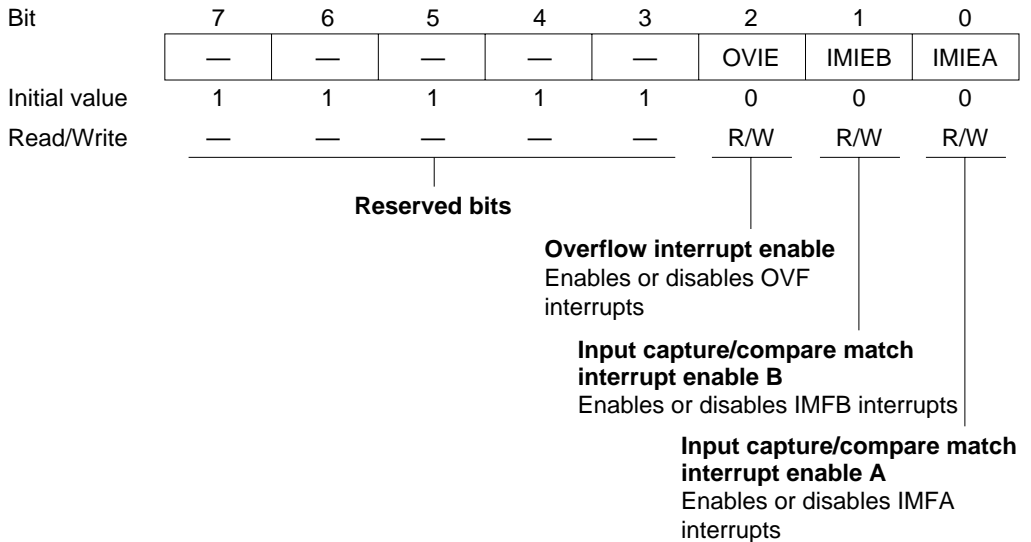 Bit 7 6 5 4 3 2 1 0
— — — — — OVIE IMIEB IMIEA
Initial value 1 1 1 1 1 0 0 0
Read/Write — — — — — R/W R/W R/W
Reserved bits
Overflow interrupt enable
Enables or disables OVF
interrupts
Input capture/compare match
interrupt enable B
Enables or disables IMFB interrupts
Input capture/compare match
interrupt enable A
Enables or disables IMFA
interrupts